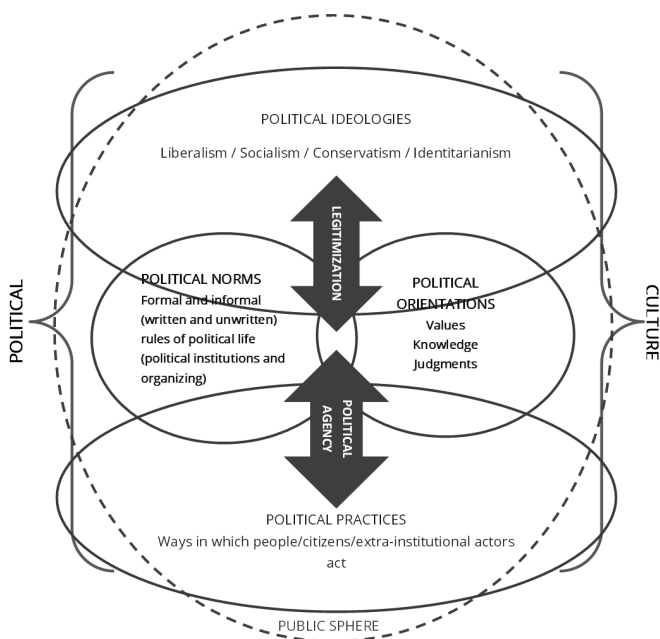 POLITICAL IDEOLOGIES
Liberalism / Socialism / Conservatism / Identitarianism
LEGITIMIZATION
POLITICAL
CULTURE
POLITICAL NORMS
Formal and informal
(written and unwritten)
rules of political life
(political institutions and
organizing)
POLITICAL
ORIENTATIONS
Values
Knowledge
Judgments
POLITICAL
AGENCY
POLITICAL PRACTICES
Ways in which people/citizens/extra-institutional actors
act
PUBLIC SPHERE